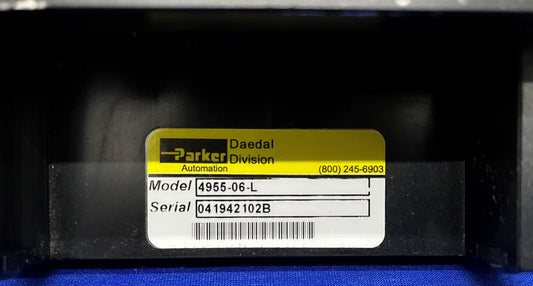 Parker Daedal
Division
Automation (800) 245-6903
Model 4955-06-L
Serial 041942102B